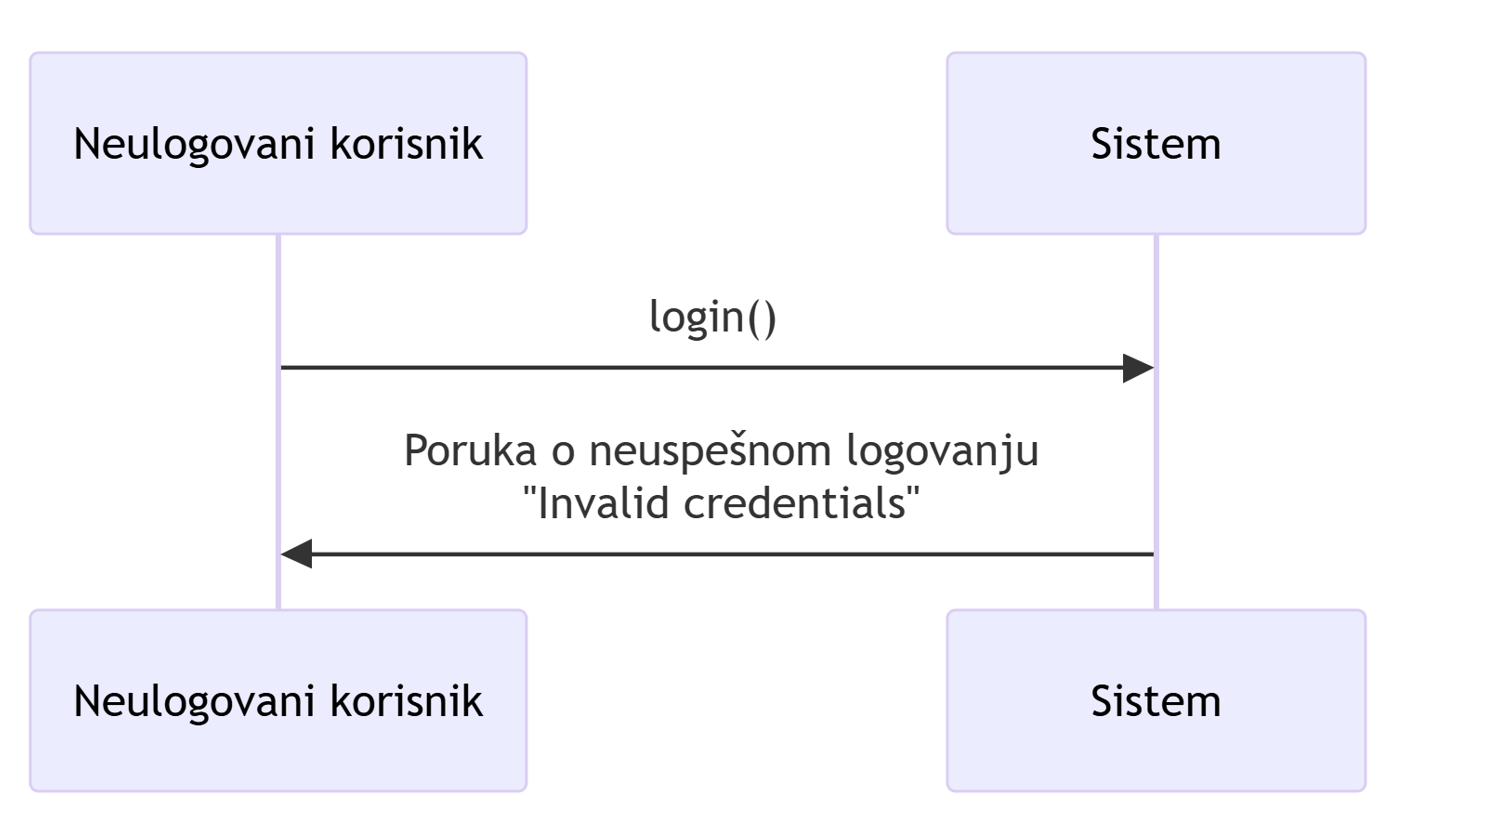 Neulogovani korisnik
Sistem
login()
Poruka o neuspešnom logovanju
"Invalid credentials"
Neulogovani korisnik
Sistem